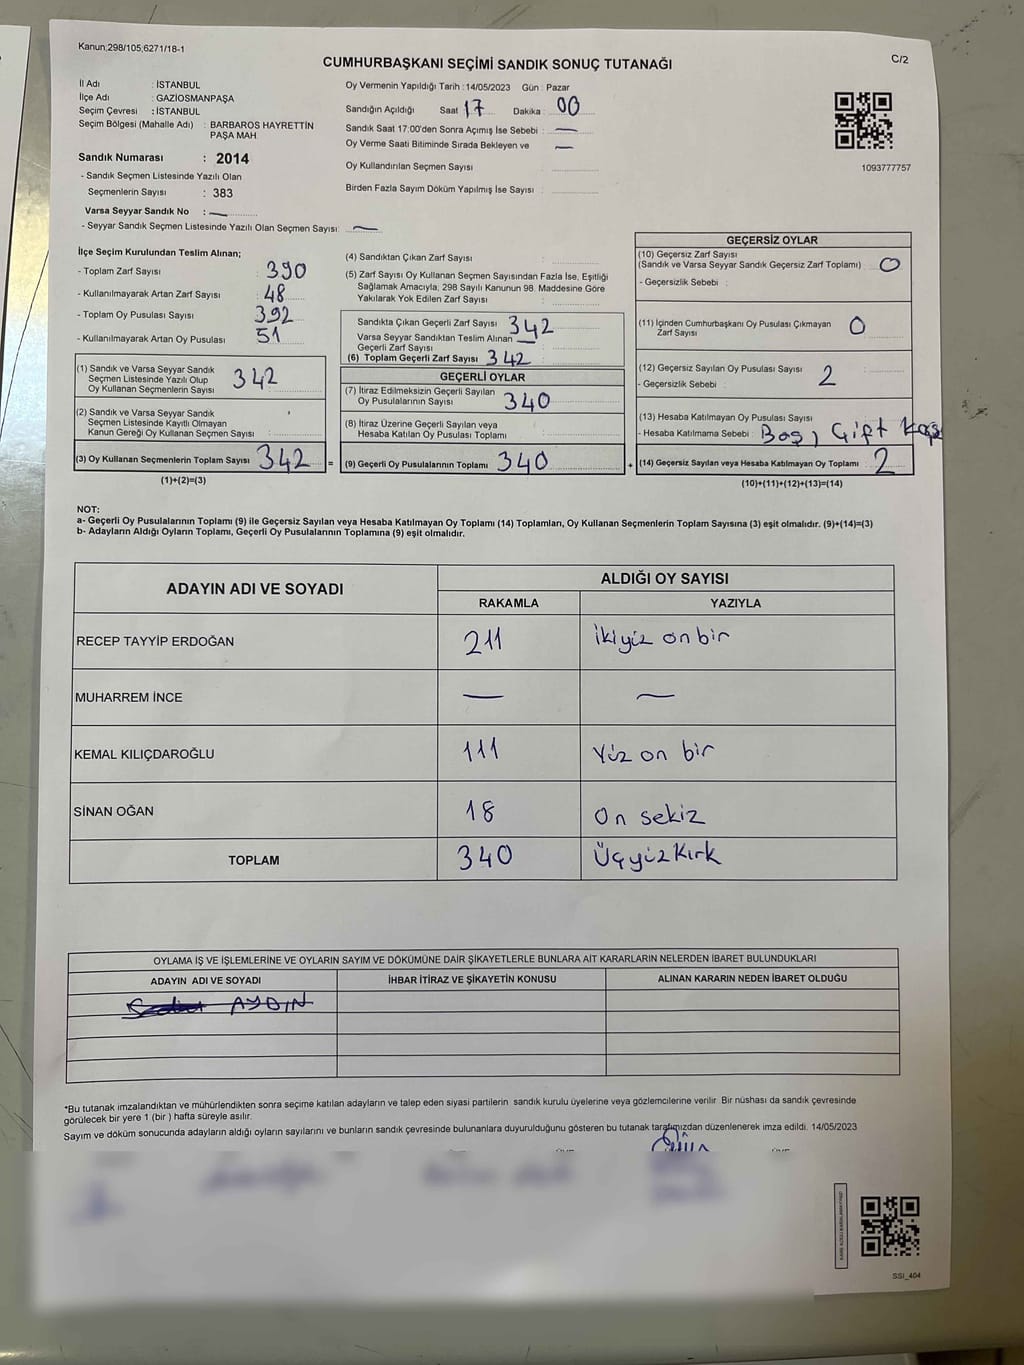 Kanun;298/105;6271/18-1
C/2
CUMHURBAŞKANI SEÇİMİ SANDIK SONUÇ TUTANAĞI
İl Adı : İSTANBUL
İlçe Adı : GAZİOSMANPAŞA
Seçim Çevresi : İSTANBUL
Seçim Bölgesi (Mahalle Adı) : BARBAROS HAYRETTİN
PAŞA MAH.
Sandık Numarası : 2014
- Sandık Seçmen Listesinde Yazılı Olan
Seçmenlerin Sayısı : 383
Varsa Seyyar Sandık No : —
- Seyyar Sandık Seçmen Listesinde Yazılı Olan Seçmen Sayısı: —
Oy Vermenin Yapıldığı Tarih :14/05/2023 Gün : Pazar
Sandığın Açıldığı Saat 17 Dakika : 00
Sandık Saat 17:00'den Sonra Açımış İse Sebebi : —
Oy Verme Saati Bitiminde Sırada Bekleyen ve —
Oy Kullandırılan Seçmen Sayısı :
Birden Fazla Sayım Döküm Yapılmış İse Sayısı :
1093777757
İlçe Seçim Kurulundan Teslim Alınan;
- Toplam Zarf Sayısı : 390
- Kullanılmayarak Artan Zarf Sayısı : 48
- Toplam Oy Pusulası Sayısı : 392
- Kullanılmayarak Artan Oy Pusulası : 51
(1) Sandık ve Varsa Seyyar Sandık
Seçmen Listesinde Yazılı Olup
Oy Kullanan Seçmenlerin Sayısı : 342
(2) Sandık ve Varsa Seyyar Sandık
Seçmen Listesinde Kayıtlı Olmayan
Kanun Gereği Oy Kullanan Seçmen Sayısı :
(3) Oy Kullanan Seçmenlerin Toplam Sayısı : 342
(1)+(2)=(3)
=
(4) Sandıktan Çıkan Zarf Sayısı :
(5) Zarf Sayısı Oy Kullanan Seçmen Sayısından Fazla İse, Eşitliği
Sağlamak Amacıyla, 298 Sayılı Kanunun 98. Maddesine Göre
Yakılarak Yok Edilen Zarf Sayısı :
Sandıkta Çıkan Geçerli Zarf Sayısı : 342
Varsa Seyyar Sandıktan Teslim Alınan —
Geçerli Zarf Sayısı :
(6) Toplam Geçerli Zarf Sayısı : 342
GEÇERLİ OYLAR
(7) İtiraz Edilmeksizin Geçerli Sayılan
Oy Pusulalarının Sayısı : 340
(8) İtiraz Üzerine Geçerli Sayılan veya
Hesaba Katılan Oy Pusulası Toplamı :
(9) Geçerli Oy Pusulalarının Toplamı : 340
+
GEÇERSİZ OYLAR
(10) Geçersiz Zarf Sayısı
(Sandık ve Varsa Seyyar Sandık Geçersiz Zarf Toplamı) : 0
- Geçersizlik Sebebi :
(11) İçinden Cumhurbaşkanı Oy Pusulası Çıkmayan
Zarf Sayısı : 0
(12) Geçersiz Sayılan Oy Pusulası Sayısı : 2
- Geçersizlik Sebebi :
(13) Hesaba Katılmayan Oy Pusulası Sayısı :
- Hesaba Katılmama Sebebi : Boş, Çift Kaşe
(14) Geçersiz Sayılan veya Hesaba Katılmayan Oy Toplamı : 2
(10)+(11)+(12)+(13)=(14)
NOT:
a- Geçerli Oy Pusulalarının Toplamı (9) ile Geçersiz Sayılan veya Hesaba Katılmayan Oy Toplamı (14) Toplamları, Oy Kullanan Seçmenlerin Toplam Sayısına (3) eşit olmalıdır. (9)+(14)=(3)
b- Adayların Aldığı Oyların Toplamı, Geçerli Oy Pusulalarının Toplamına (9) eşit olmalıdır.
ADAYIN ADI VE SOYADI ALDIĞI OY SAYISI
RAKAMLA YAZIYLA
RECEP TAYYİP ERDOĞAN 211 İkiyüz on bir
MUHARREM İNCE — —
KEMAL KILIÇDAROĞLU 111 Yüz on bir
SİNAN OĞAN 18 On sekiz
TOPLAM 340 ÜçyüzKırk
OYLAMA İŞ VE İŞLEMLERİNE VE OYLARIN SAYIM VE DÖKÜMÜNE DAİR ŞİKAYETLERLE BUNLARA AİT KARARLARIN NELERDEN İBARET BULUNDUKLARI
ADAYIN ADI VE SOYADI İHBAR İTİRAZ VE ŞİKAYETİN KONUSU ALINAN KARARIN NEDEN İBARET OLDUĞU
AYDIN
*Bu tutanak imzalandıktan ve mühürlendikten sonra seçime katılan adayların ve talep eden siyasi partilerin sandık kurulu üyelerine veya gözlemcilerine verilir Bir nüshası da sandık çevresinde
görülecek bir yere 1 (bir ) hafta süreyle asılır.
Sayım ve döküm sonucunda adayların aldığı oyların sayılarını ve bunların sandık çevresinde bulunanlara duyurulduğunu gösteren bu tutanak tarafımızdan düzenlenerek imza edildi. 14/05/2023
SSI_404